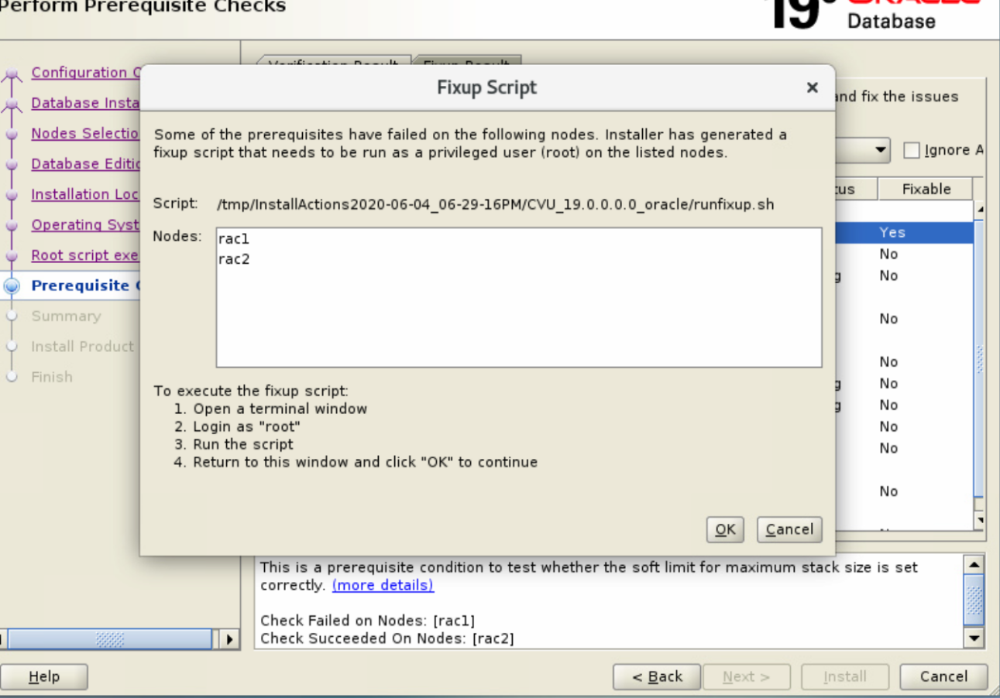 Perform Prerequisite Checks
19c ORACLE
Database
Configuration
Database Insta
Nodes Selectio
Database Editio
Installation Loc
Operating Syst
Root script exe
Prerequisite
Summary
Install Product
Finish
Verification Result Fixup Result
and fix the issues
Ignore A
tus Fixable
Yes
No
g No
No
No
g No
g No
No
No
No
Fixup Script
Some of the prerequisites have failed on the following nodes. Installer has generated a
fixup script that needs to be run as a privileged user (root) on the listed nodes.
Script: /tmp/InstallActions2020-06-04_06-29-16PM/CVU_19.0.0.0.0_oracle/runfixup.sh
Nodes:
rac1
rac2
To execute the fixup script:
1. Open a terminal window
2. Login as "root"
3. Run the script
4. Return to this window and click "OK" to continue
OK Cancel
This is a prerequisite condition to test whether the soft limit for maximum stack size is set
correctly. (more details)
Check Failed on Nodes: [rac1]
Check Succeeded On Nodes: [rac2]
Help < Back Next > Install Cancel